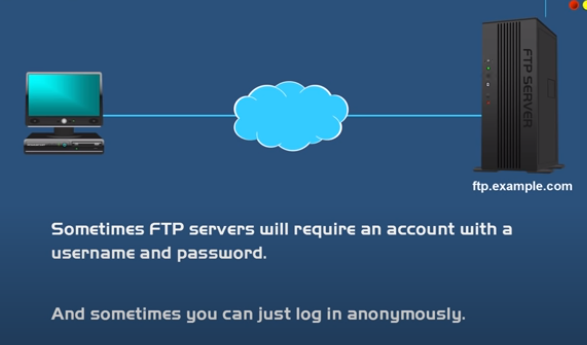 FTP SERVER
ftp.example.com
Sometimes FTP servers will require an account with a
username and password.
And sometimes you can just log in anonymously.